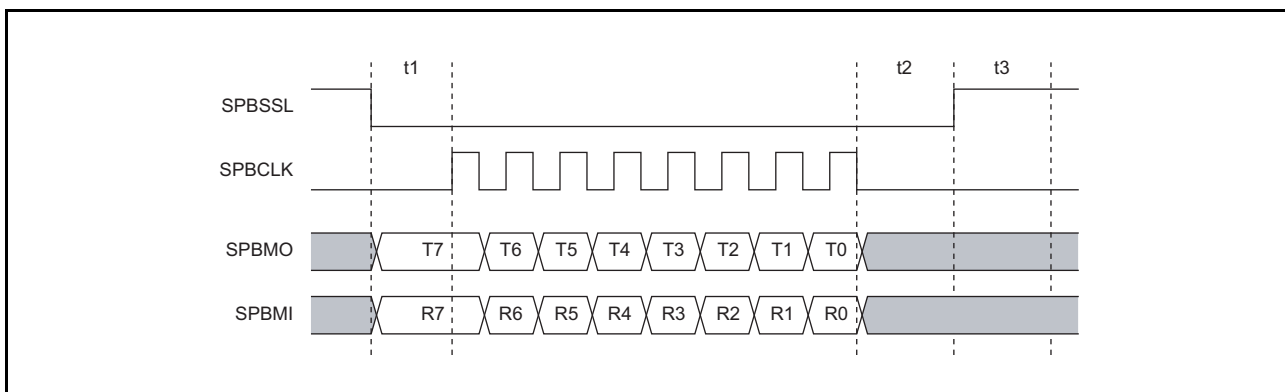 t1 t2 t3
SPBSSL
SPBCLK
SPBMO T7 T6 T5 T4 T3 T2 T1 T0
SPBMI R7 R6 R5 R4 R3 R2 R1 R0